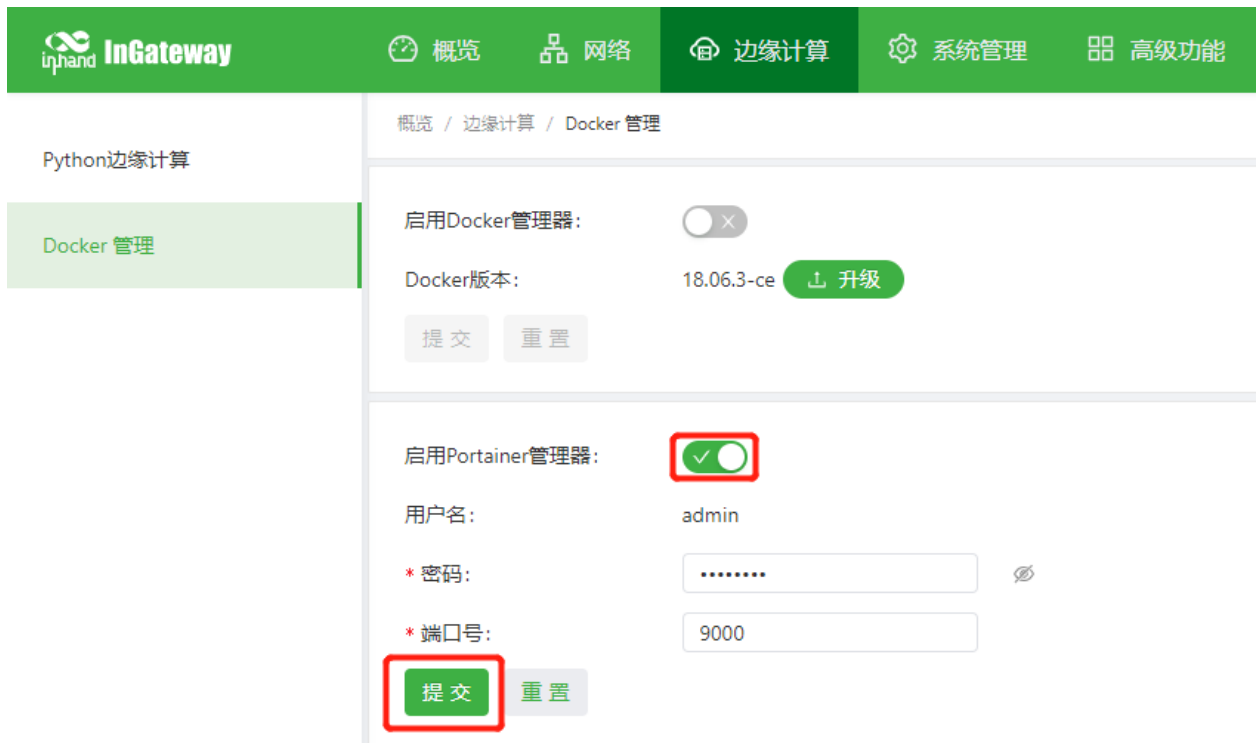 inhand InGateway 概览 网络 边缘计算 系统管理 高级功能
概览 / 边缘计算 / Docker 管理
Python边缘计算
Docker 管理
启用Docker管理器:
Docker版本: 18.06.3-ce 升级
提交 重置
启用Portainer管理器:
用户名: admin
* 密码: ••••••••
* 端口号: 9000
提交 重置